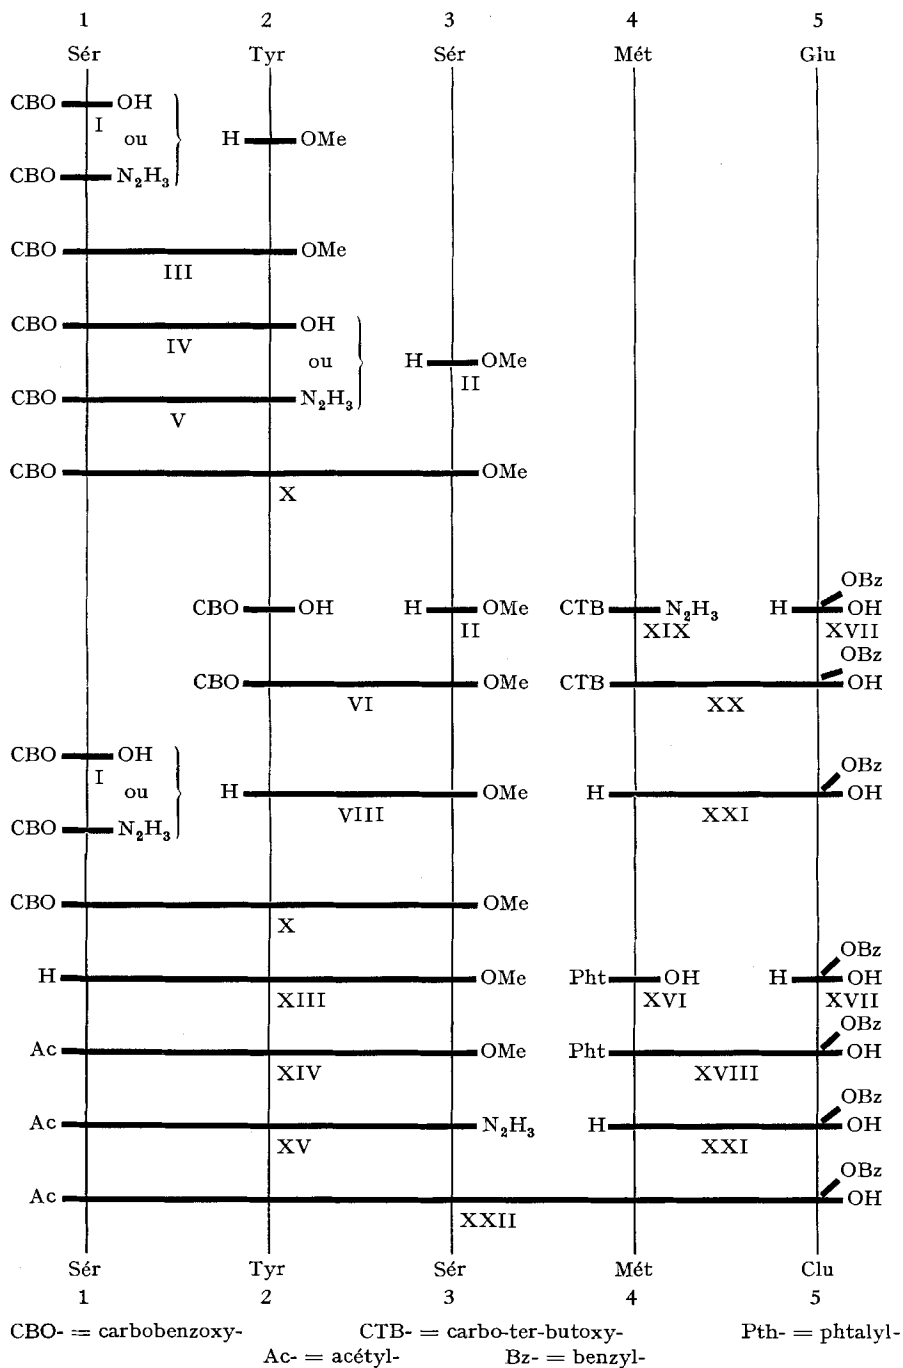 1 2 3 4 5
Sér Tyr Sér Mét Glu
CBO OH
I ou H OMe
CBO N₂H₃
CBO OMe
III
CBO OH
IV ou H OMe
II
CBO N₂H₃
V
CBO OMe
X
OBz
CBO OH H OMe CTB N₂H₃ H OH
II XIX XVII
OBz
CBO OMe CTB OH
VI XX
CBO OH
I OBz
ou H OMe H OH
VIII XXI
CBO N₂H₃
CBO OMe
X
OBz
H OMe Pht OH H OH
XIII XVI XVII
OBz
Ac OMe Pht OH
XIV XVIII
OBz
Ac N₂H₃ H OH
XV XXI
OBz
Ac OH
XXII
Sér Tyr Sér Mét Clu
1 2 3 4 5
CBO- = carbobenzoxy- CTB- = carbo-ter-butoxy- Pth- = phtalyl-
Ac- = acétyl- Bz- = benzyl-